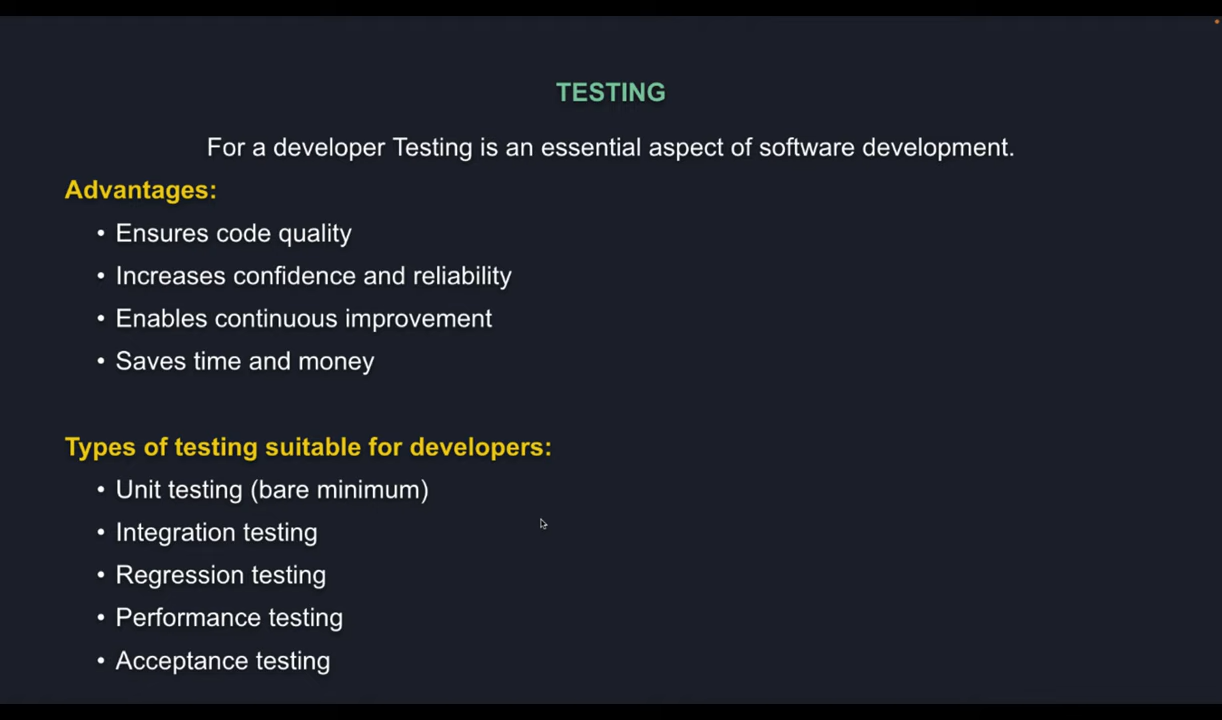 TESTING
For a developer Testing is an essential aspect of software development.
Advantages:
• Ensures code quality
• Increases confidence and reliability
• Enables continuous improvement
• Saves time and money
Types of testing suitable for developers:
• Unit testing (bare minimum)
• Integration testing
• Regression testing
• Performance testing
• Acceptance testing